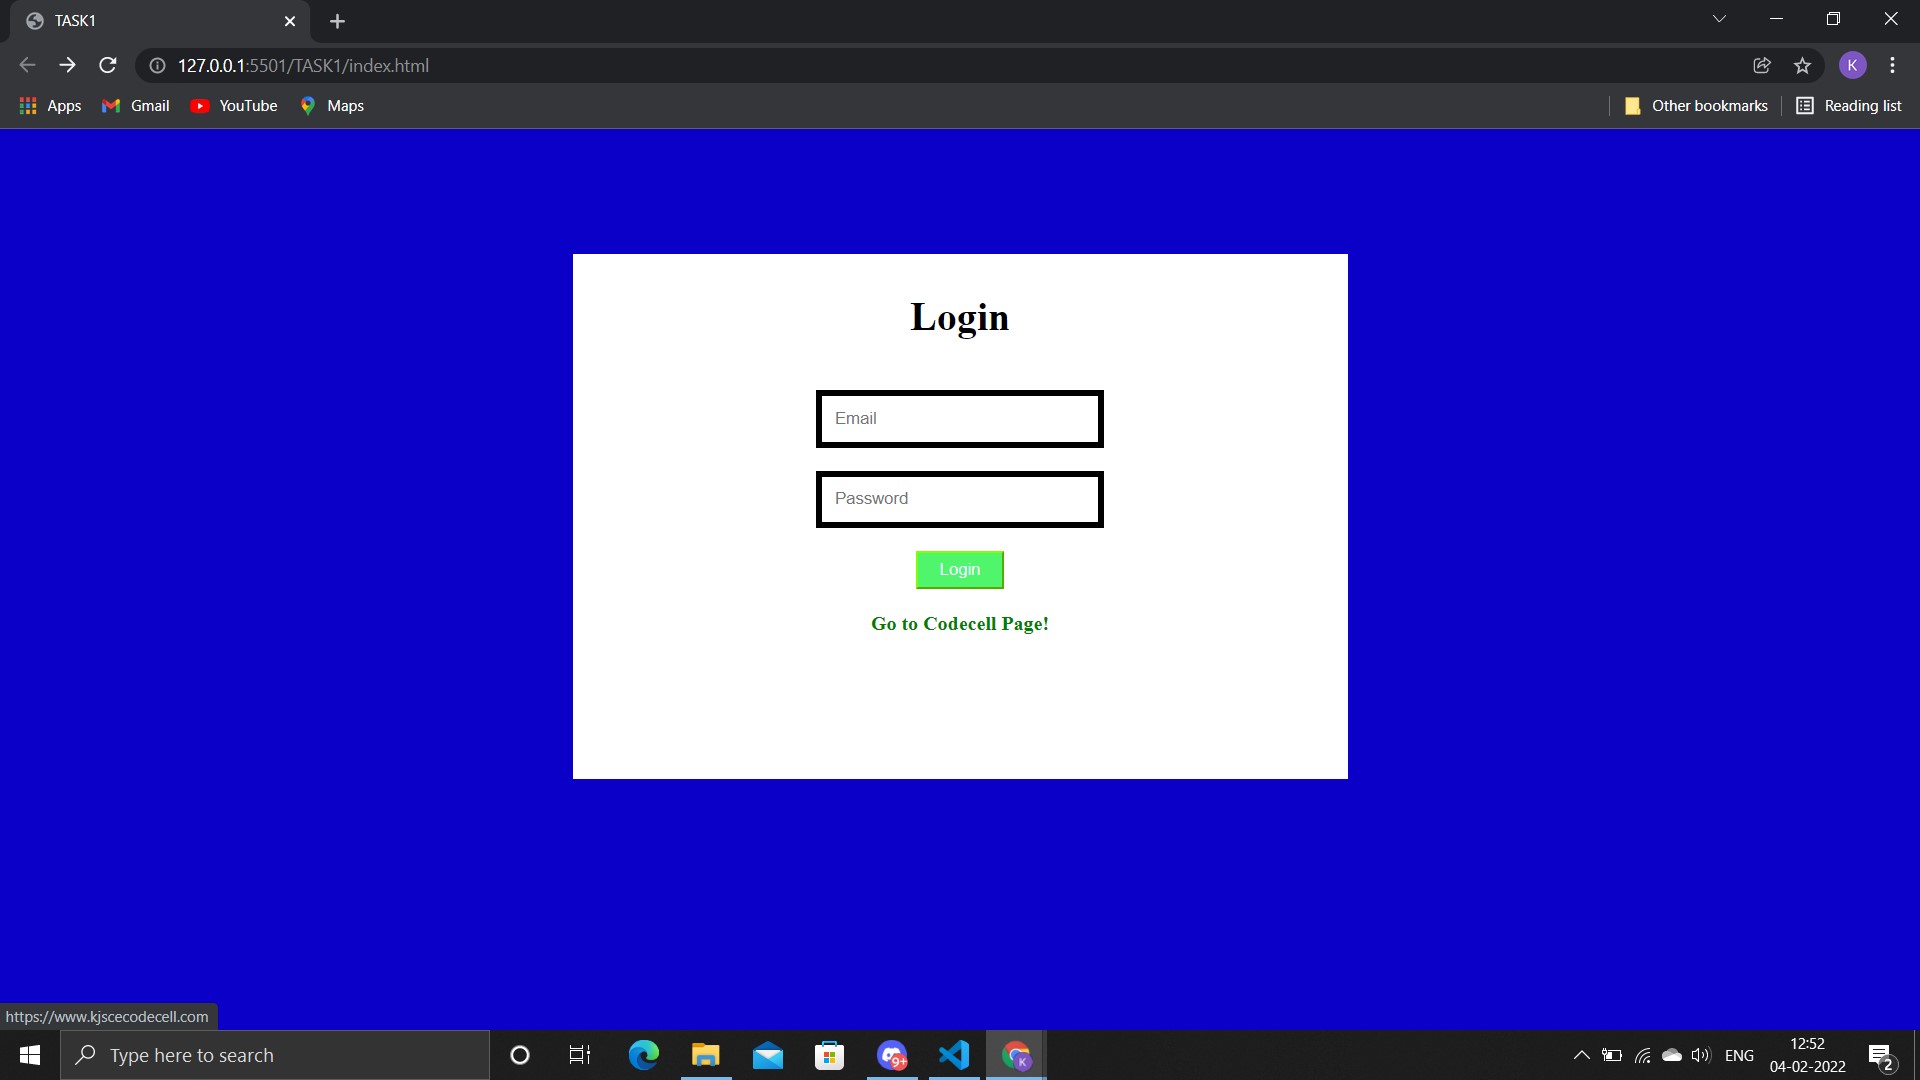 TASK1
127.0.0.1:5501/TASK1/index.html
K
Apps
Gmail
YouTube
Maps
Other bookmarks
Reading list
Login
Email
Password
Login
Go to Codecell Page!
https://www.kjscecodecell.com
Type here to search
9+
K
ENG
12:52
04-02-2022
2